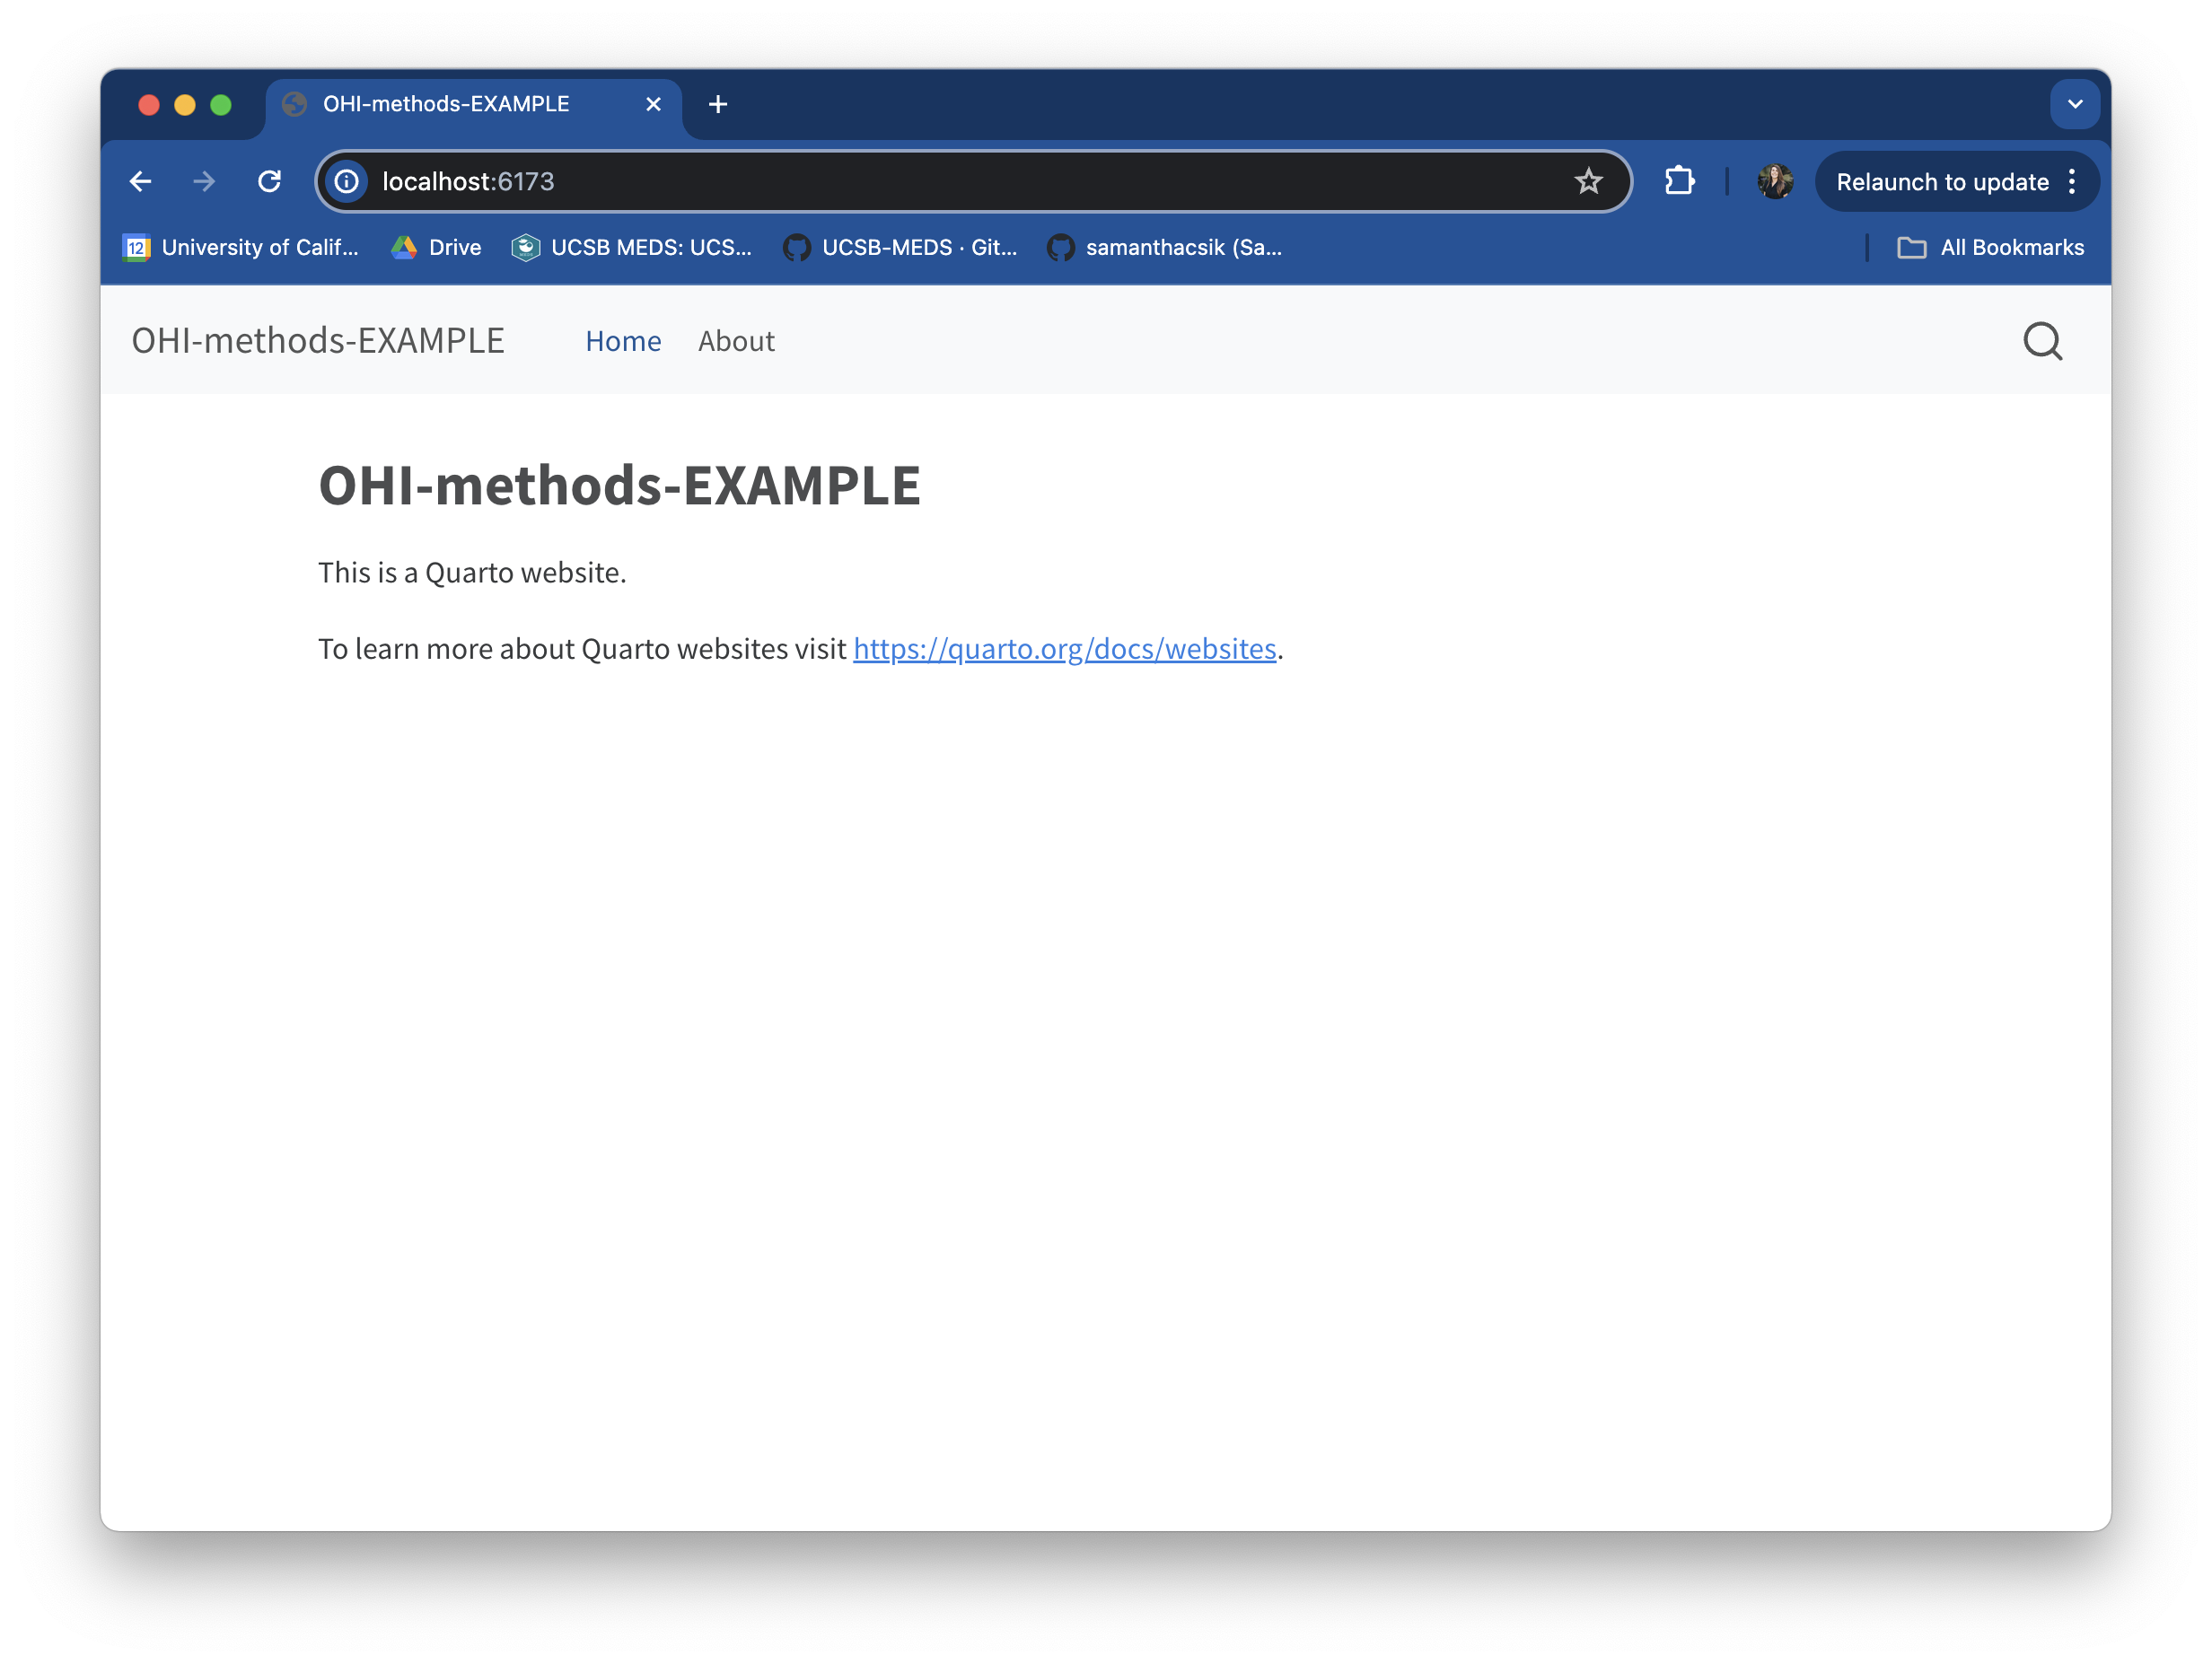 OHI-methods-EXAMPLE
localhost:6173
Relaunch to update
12 University of Calif... Drive UCSB MEDS: UCS... UCSB-MEDS · Git... samanthacsik (Sa... All Bookmarks
OHI-methods-EXAMPLE Home About
OHI-methods-EXAMPLE
This is a Quarto website.
To learn more about Quarto websites visit https://quarto.org/docs/websites.